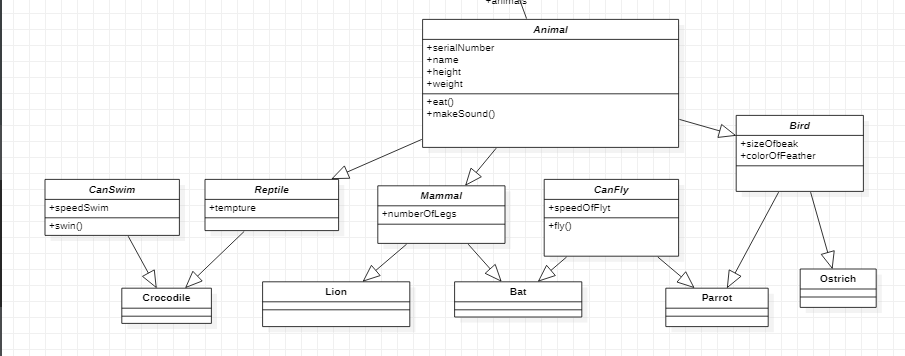 +animals
Animal
+serialNumber
+name
+height
+weight
+eat()
+makeSound()
Bird
+sizeOfbeak
+colorOfFeather
CanSwim
+speedSwim
+swin()
Reptile
+tempture
Mammal
+numberOfLegs
CanFly
+speedOfFlyt
+fly()
Crocodile
Lion
Bat
Parrot
Ostrich